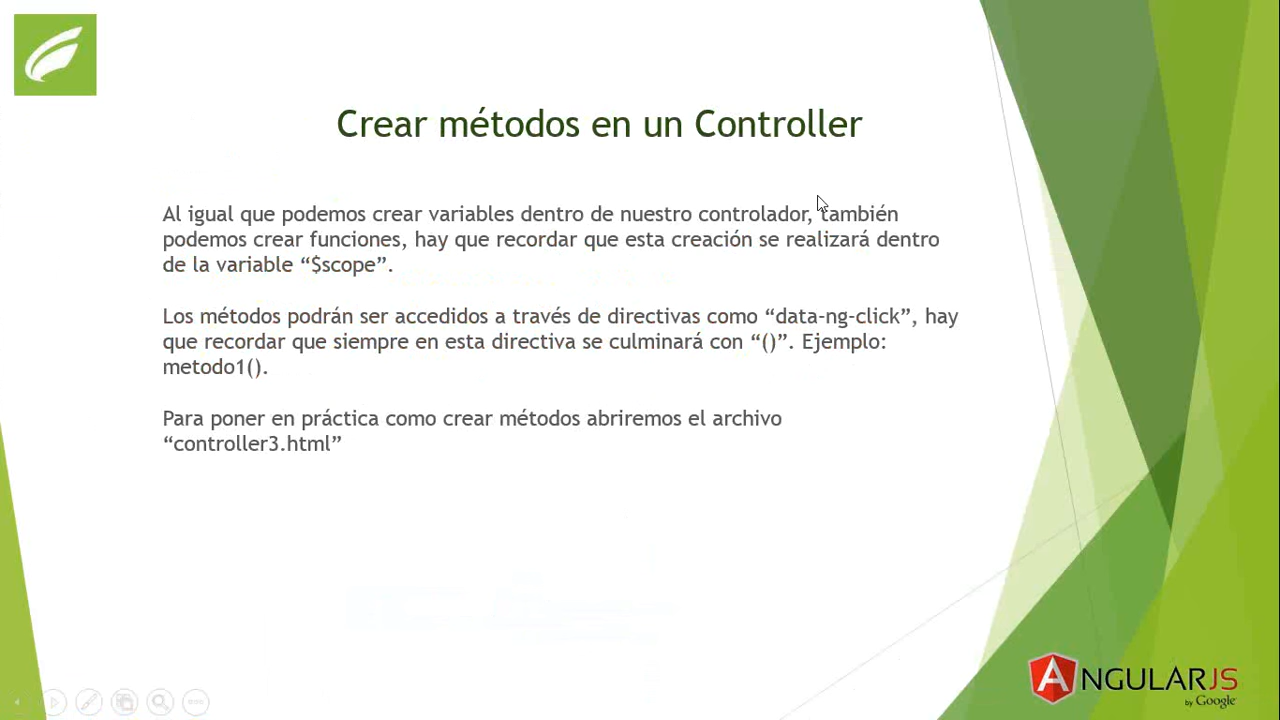 Crear métodos en un Controller
Al igual que podemos crear variables dentro de nuestro controlador, también
podemos crear funciones, hay que recordar que esta creación se realizará dentro
de la variable “$scope”.
Los métodos podrán ser accedidos a través de directivas como “data-ng-click”, hay
que recordar que siempre en esta directiva se culminará con “()”. Ejemplo:
metodo1().
Para poner en práctica como crear métodos abriremos el archivo
“controller3.html”
ANGULARJS
by Google